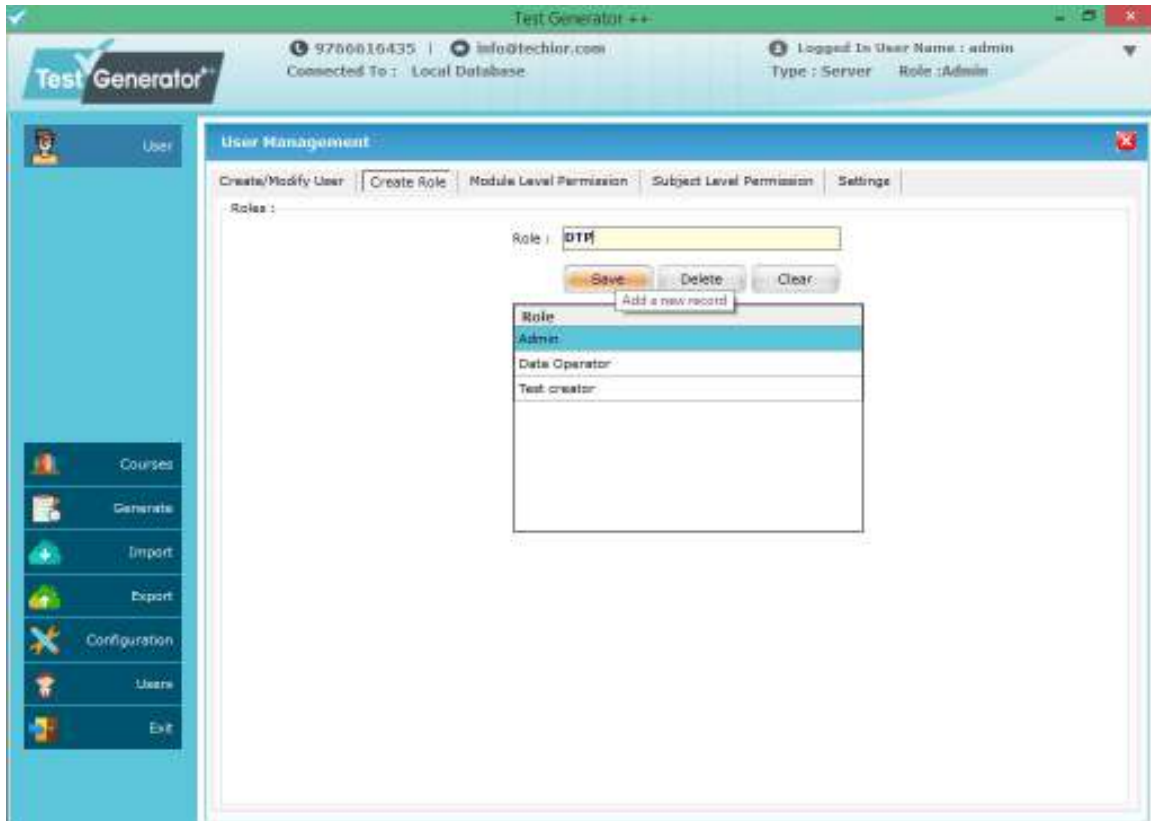 Test Generator ++
9766616435 | info@techlor.com
Logged In User Name : admin
Connected To : Local Database
Type : Server Role :Admin
Test Generator++
User
User Management
Create/Modify User Create Role Module Level Permission Subject Level Permission Settings
Roles :
Role : DTP
Save Delete Clear
Add a new record
Role
Admin
Data Operator
Test creator
Courses
Generate
Import
Export
Configuration
Users
Exit